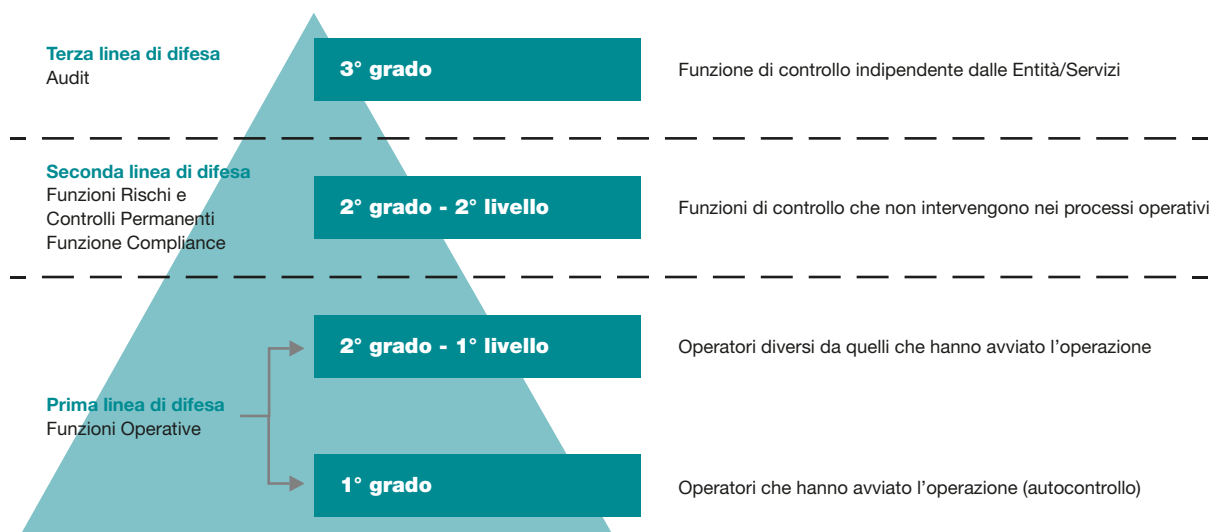 Terza linea di difesa
Audit
3° grado
Funzione di controllo indipendente dalle Entità/Servizi
Seconda linea di difesa
Funzioni Rischi e
Controlli Permanenti
Funzione Compliance
2° grado - 2° livello
Funzioni di controllo che non intervengono nei processi operativi
2° grado - 1° livello
Operatori diversi da quelli che hanno avviato l’operazione
Prima linea di difesa
Funzioni Operative
1° grado
Operatori che hanno avviato l’operazione (autocontrollo)